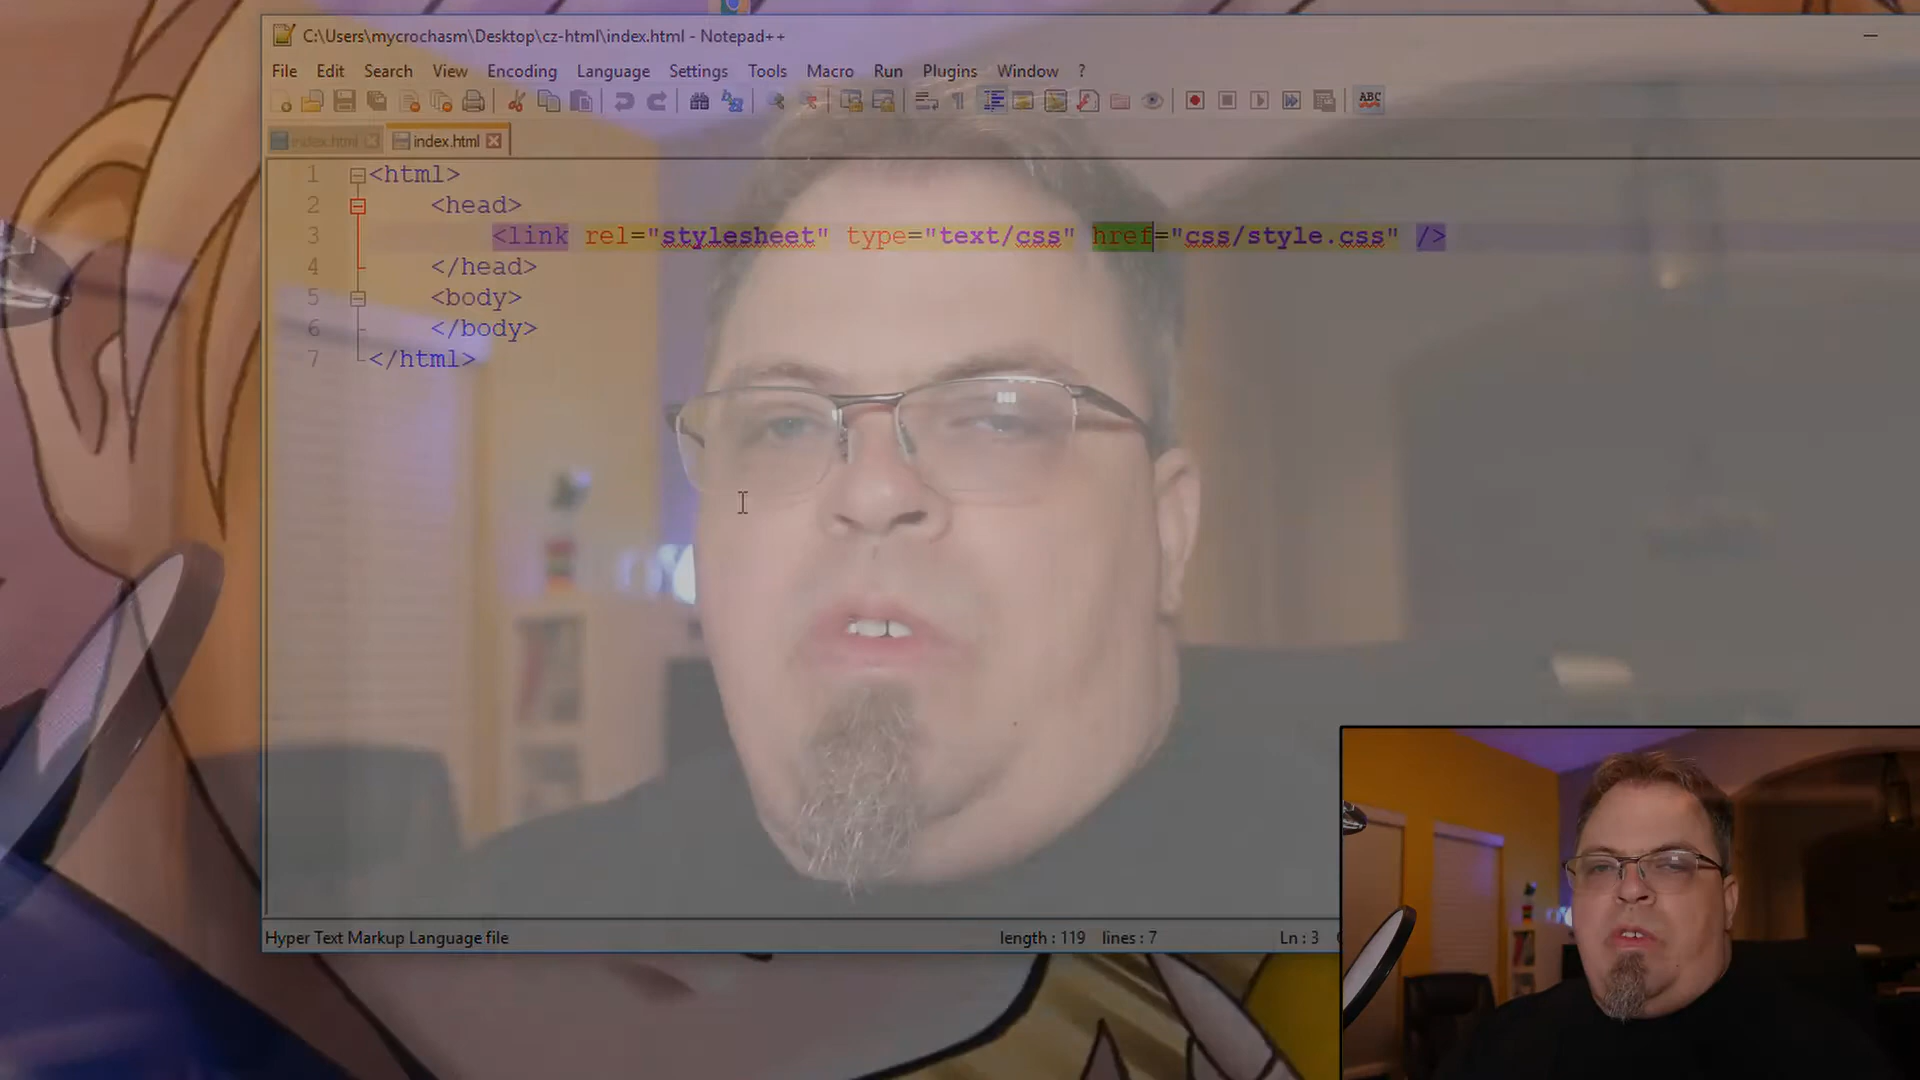 C:\Users\mycrochasm\Desktop\cz-html\index.html - Notepad++
File Edit Search View Encoding Language Settings Tools Macro Run Plugins Window ?
ABC
index.html index.html
1 <html>
2 <head>
3 <link rel="stylesheet" type="text/css" href="css/style.css" />
4 </head>
5 <body>
6 </body>
7 </html>
Hyper Text Markup Language file length : 119 lines : 7 Ln : 3